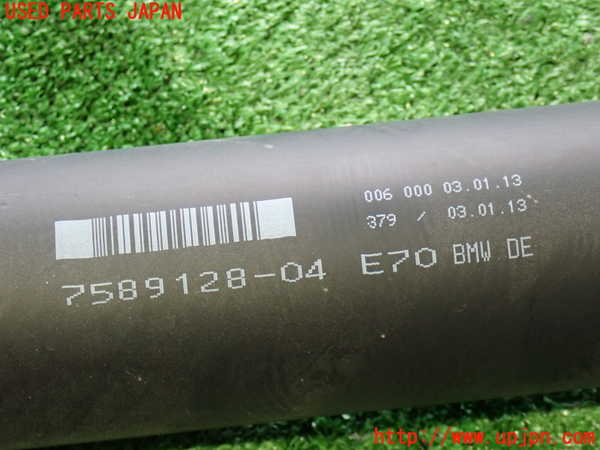 USED PARTS JAPAN
006 000 03.01.13
379 / 03.01.13
7589128-04 E70 BMW DE
http://www.upjpn.com/